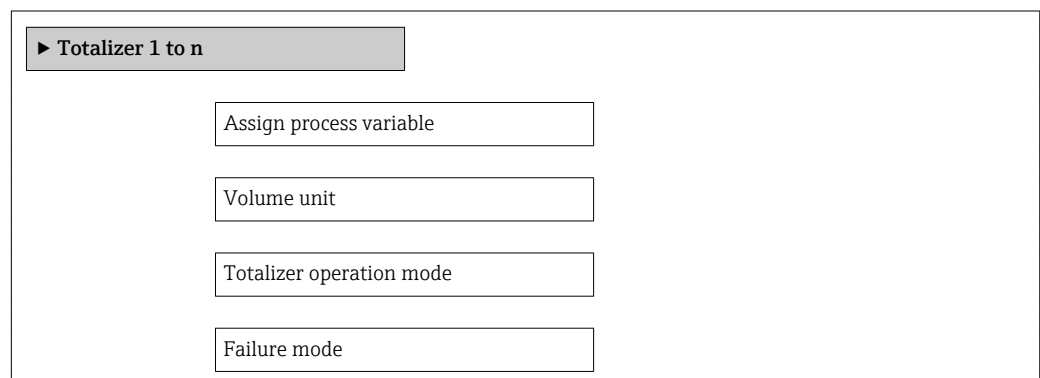 ▶ Totalizer 1 to n
Assign process variable
Volume unit
Totalizer operation mode
Failure mode